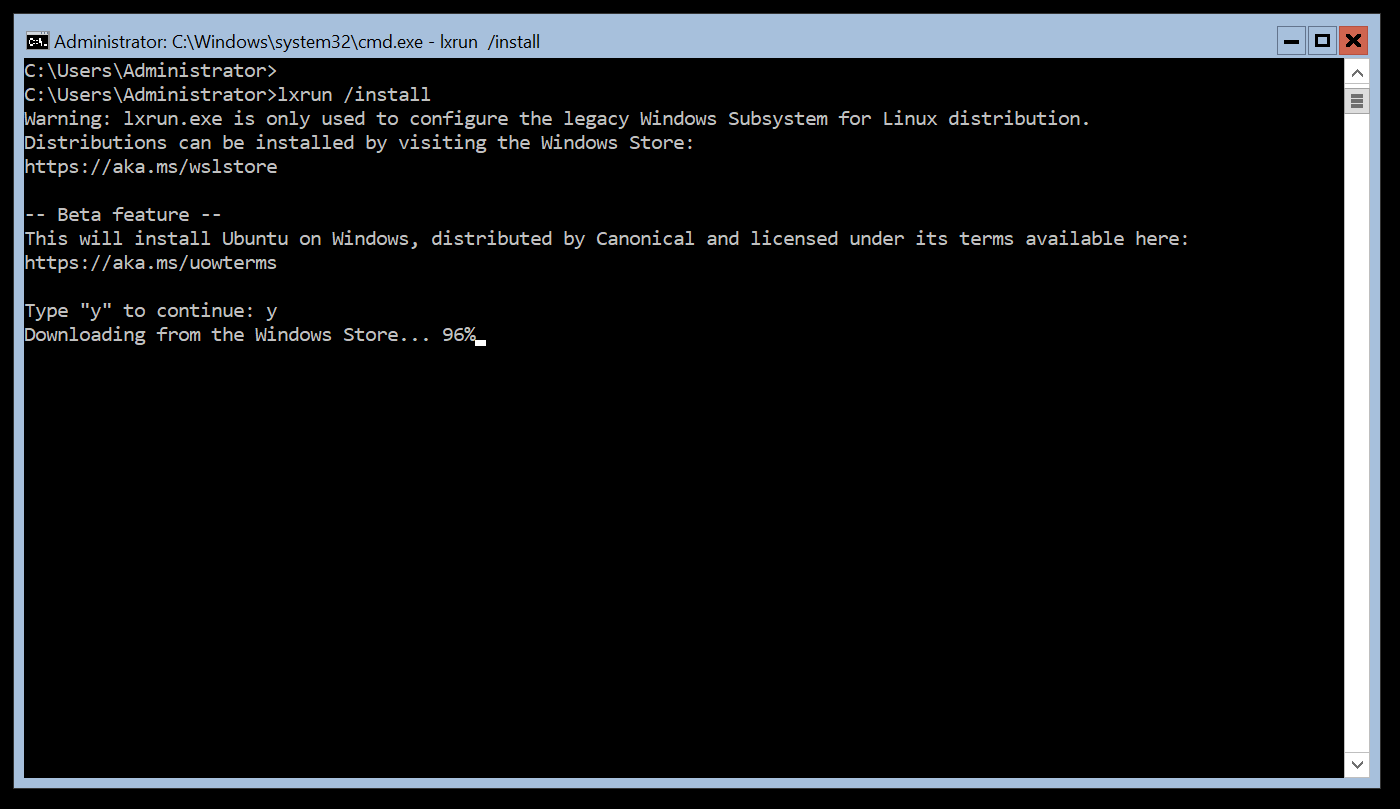 Administrator: C:\Windows\system32\cmd.exe - lxrun  /install
C:\Users\Administrator>
C:\Users\Administrator>lxrun /install
Warning: lxrun.exe is only used to configure the legacy Windows Subsystem for Linux distribution.
Distributions can be installed by visiting the Windows Store:
https://aka.ms/wslstore
-- Beta feature --
This will install Ubuntu on Windows, distributed by Canonical and licensed under its terms available here:
https://aka.ms/uowterms
Type "y" to continue: y
Downloading from the Windows Store... 96%